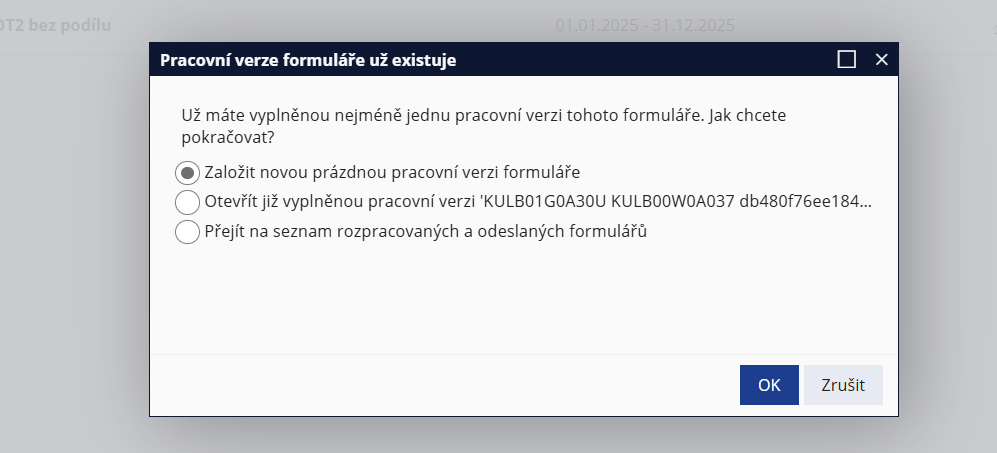 DT2 bez podílu 01.01.2025 - 31.12.2025
Pracovní verze formuláře už existuje
Už máte vyplněnou nejméně jednu pracovní verzi tohoto formuláře. Jak chcete
pokračovat?
Založit novou prázdnou pracovní verzi formuláře
Otevřít již vyplněnou pracovní verzi 'KULB01G0A30U KULB00W0A037 db480f76ee184...
Přejít na seznam rozpracovaných a odeslaných formulářů
OK Zrušit